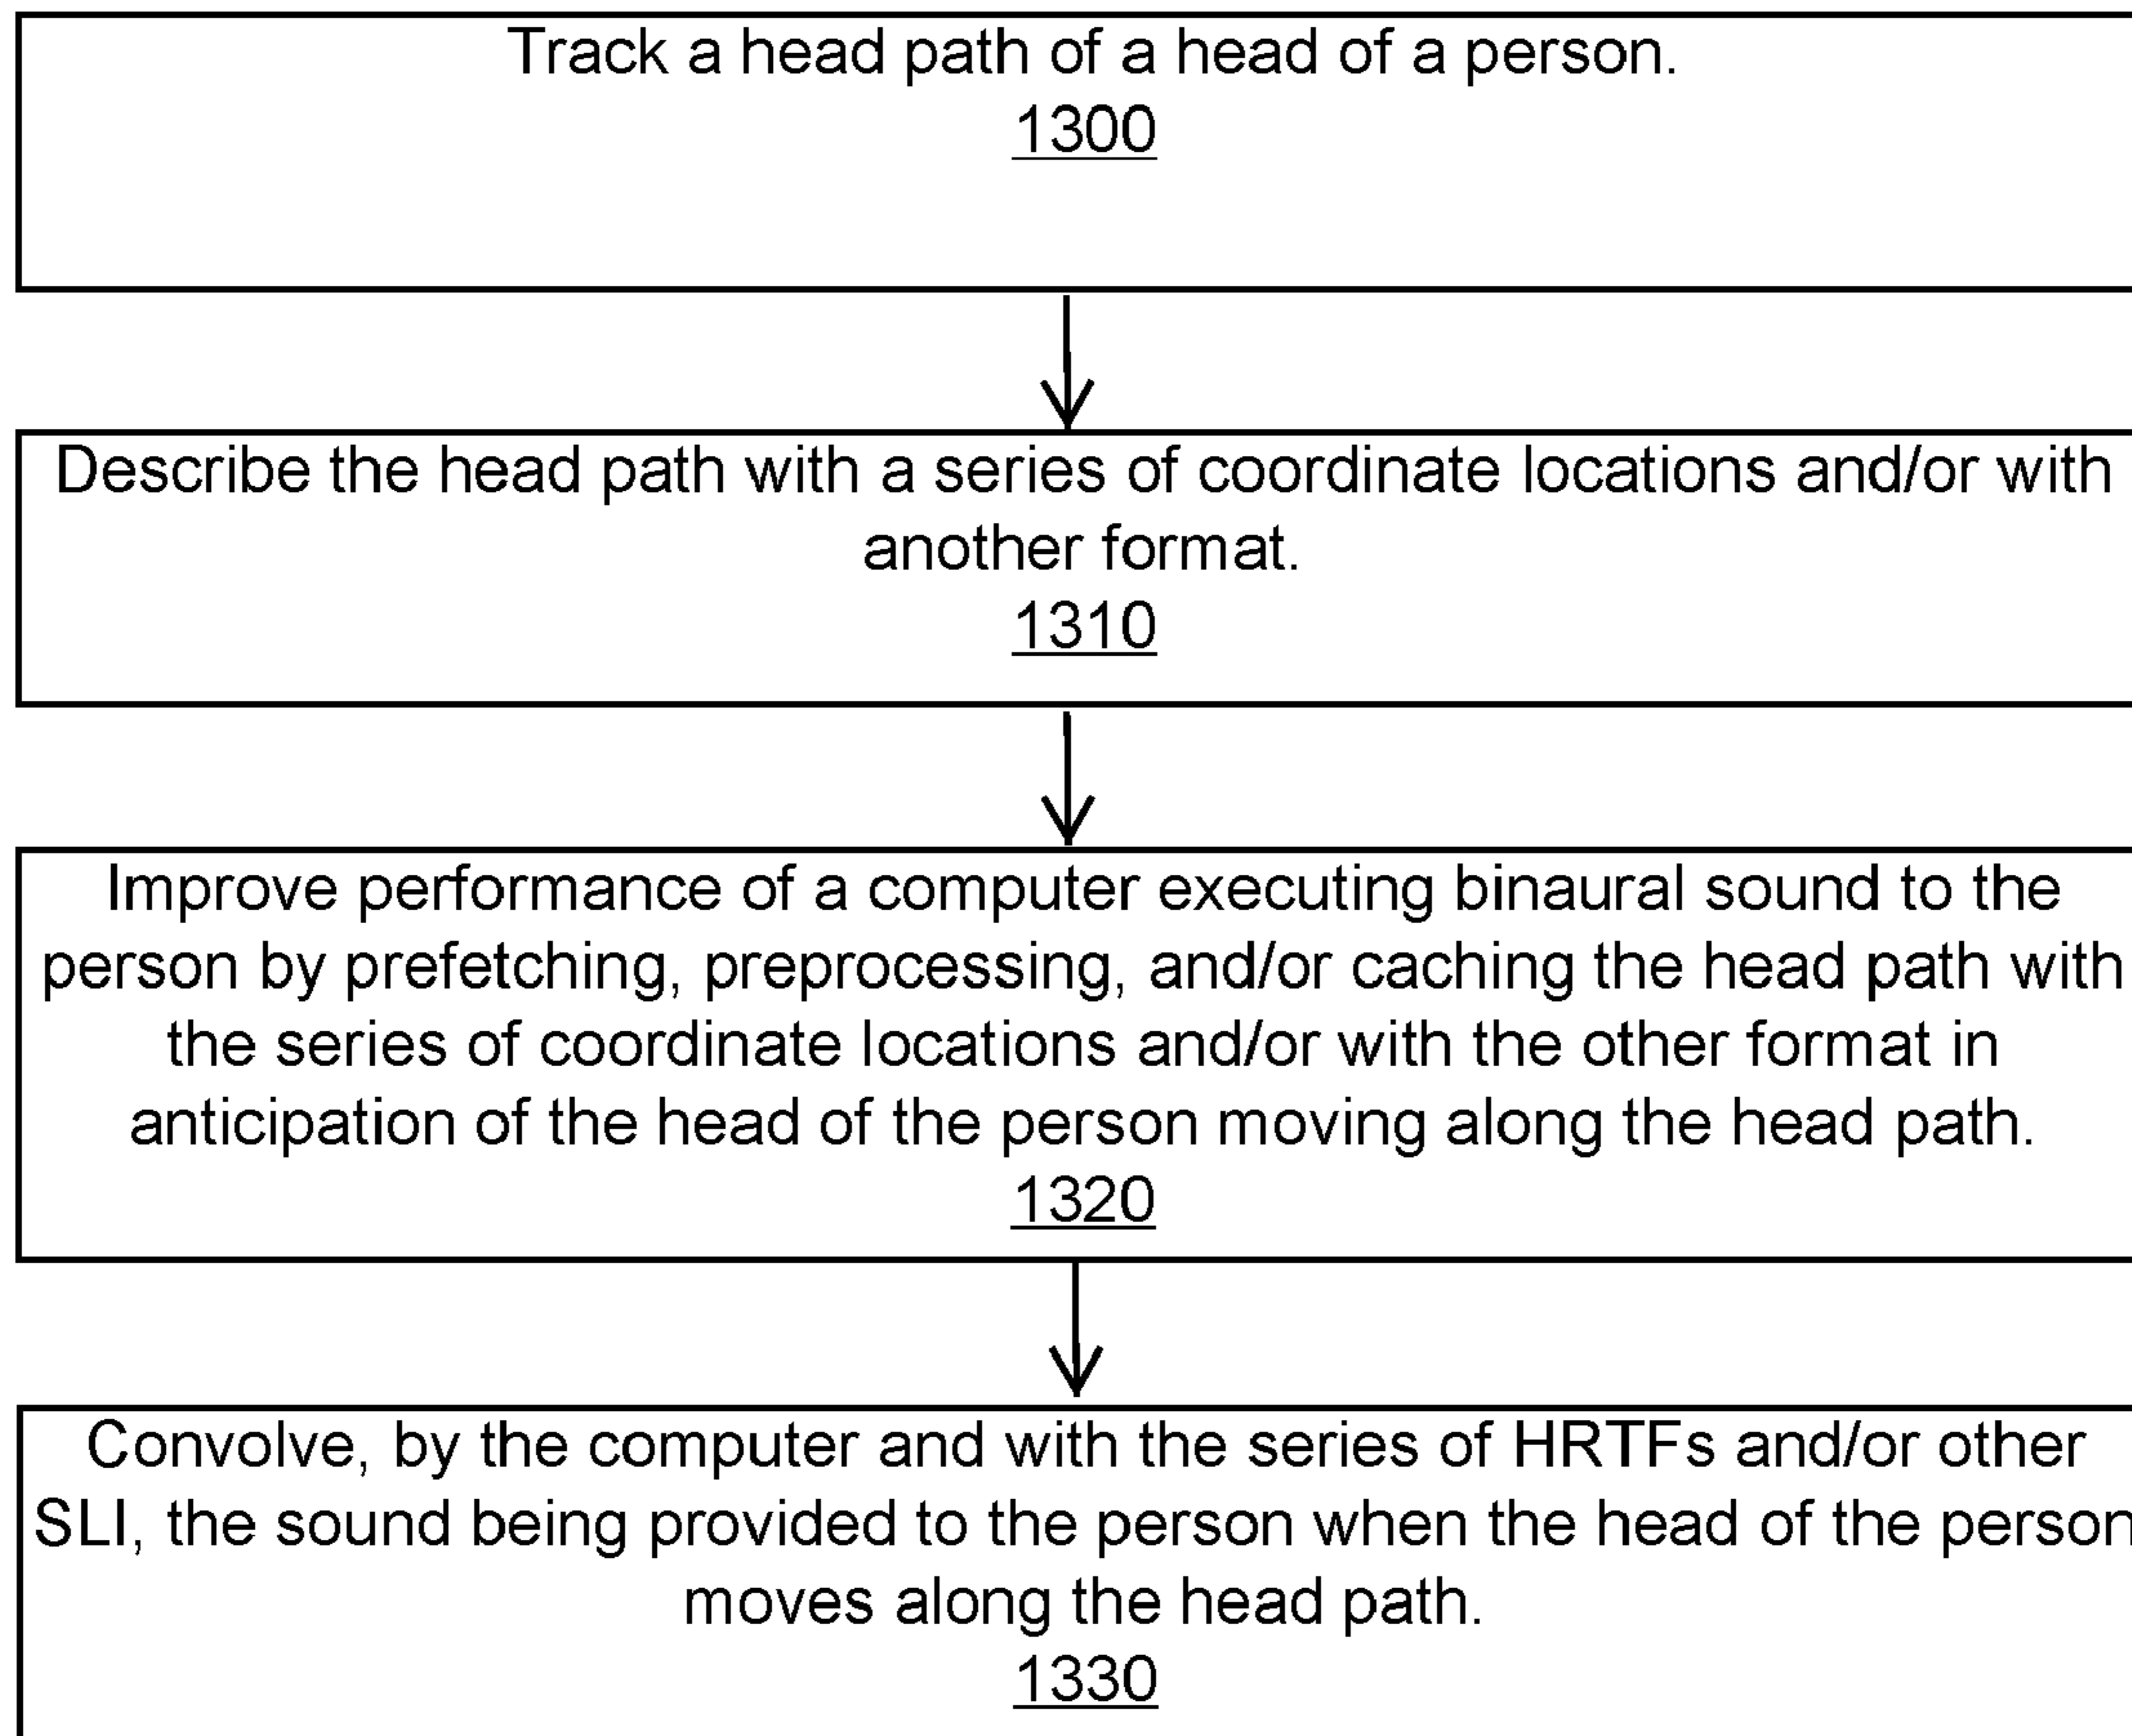 Track a head path of a head of a person.
1300
Describe the head path with a series of coordinate locations and/or with
another format.
1310
Improve performance of a computer executing binaural sound to the
person by prefetching, preprocessing, and/or caching the head path with
the series of coordinate locations and/or with the other format in
anticipation of the head of the person moving along the head path.
1320
Convolve, by the computer and with the series of HRTFs and/or other
SLI, the sound being provided to the person when the head of the person
moves along the head path.
1330